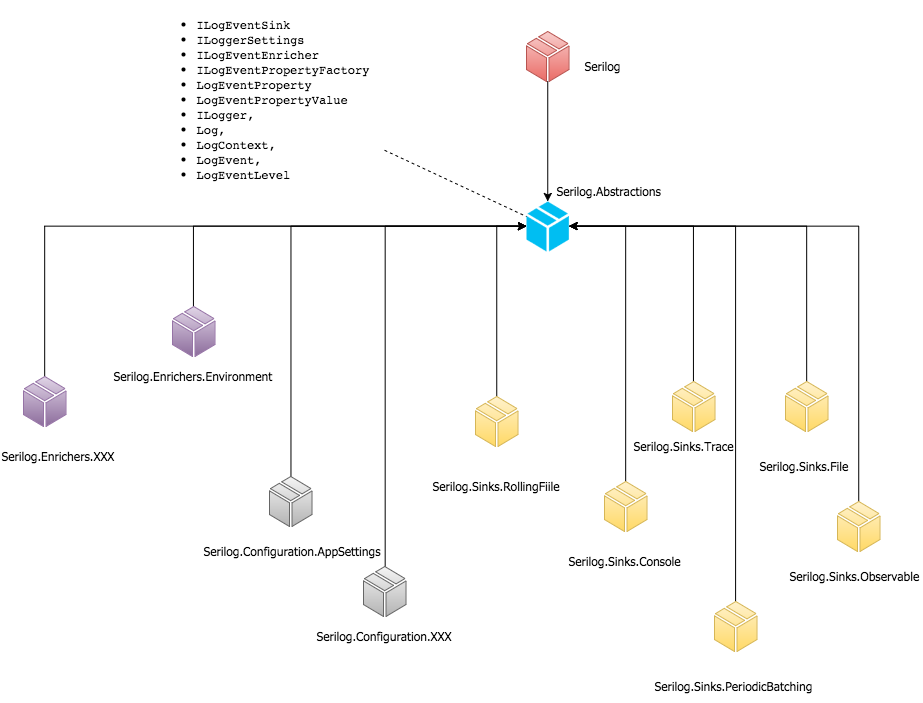 • ILogEventSink
• ILoggerSettings
• ILogEventEnricher
• ILogEventPropertyFactory
• LogEventProperty
• LogEventPropertyValue
• ILogger,
• Log,
• LogContext,
• LogEvent,
• LogEventLevel
Serilog
Serilog.Abstractions
Serilog.Enrichers.Environment
Serilog.Enrichers.XXX
Serilog.Sinks.Trace
Serilog.Sinks.File
Serilog.Sinks.RollingFiile
Serilog.Configuration.AppSettings
Serilog.Sinks.Console
Serilog.Sinks.Observable
Serilog.Configuration.XXX
Serilog.Sinks.PeriodicBatching